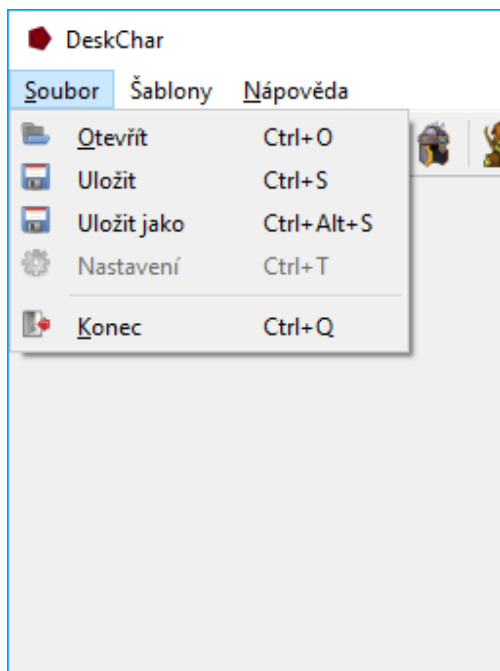 DeskChar
Soubor Šablony Nápověda
Otevřít Ctrl+O
Uložit Ctrl+S
Uložit jako Ctrl+Alt+S
Nastavení Ctrl+T
Konec Ctrl+Q